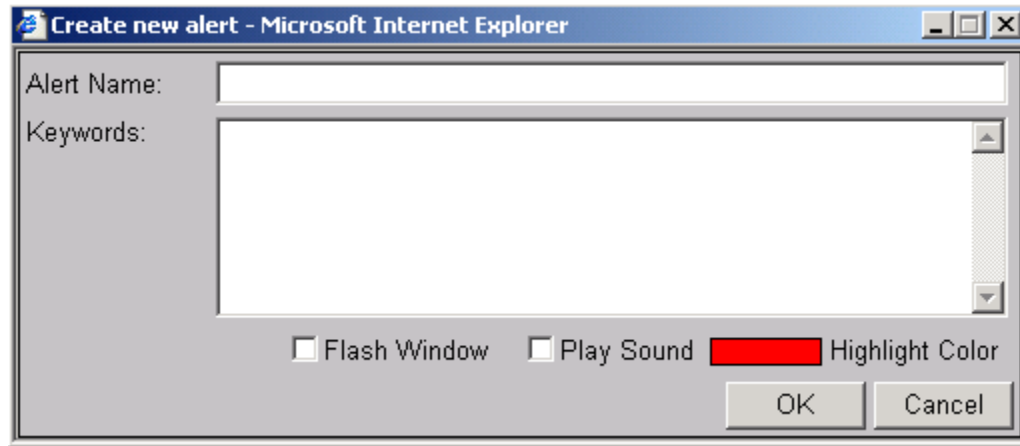 Create new alert - Microsoft Internet Explorer
Alert Name:
Keywords:
Flash Window Play Sound Highlight Color
OK Cancel